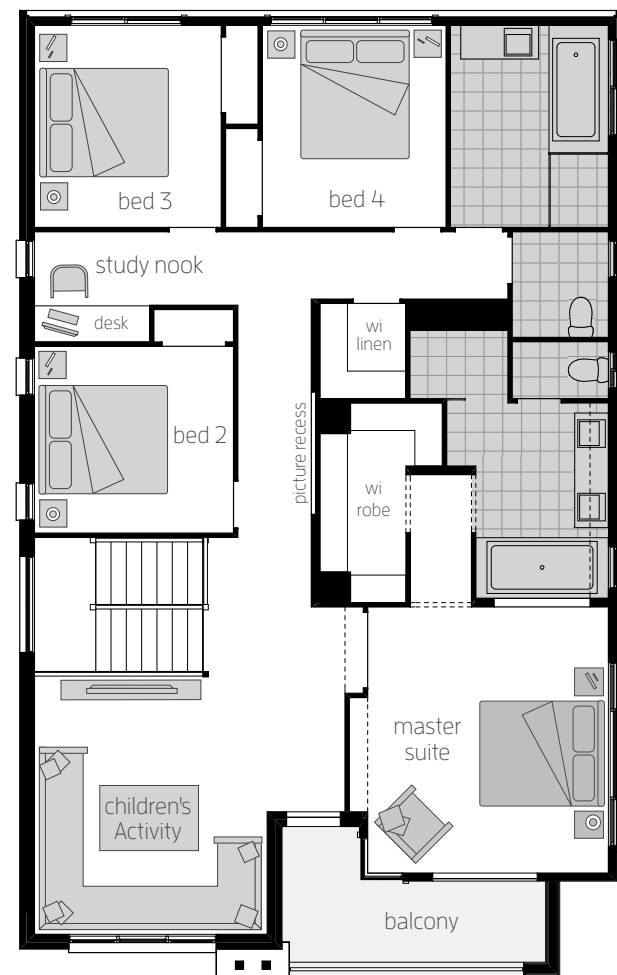 bed 3
bed 4
study nook
desk
wi
linen
bed 2
picture recess
wi
robe
master
suite
children's
Activity
balcony